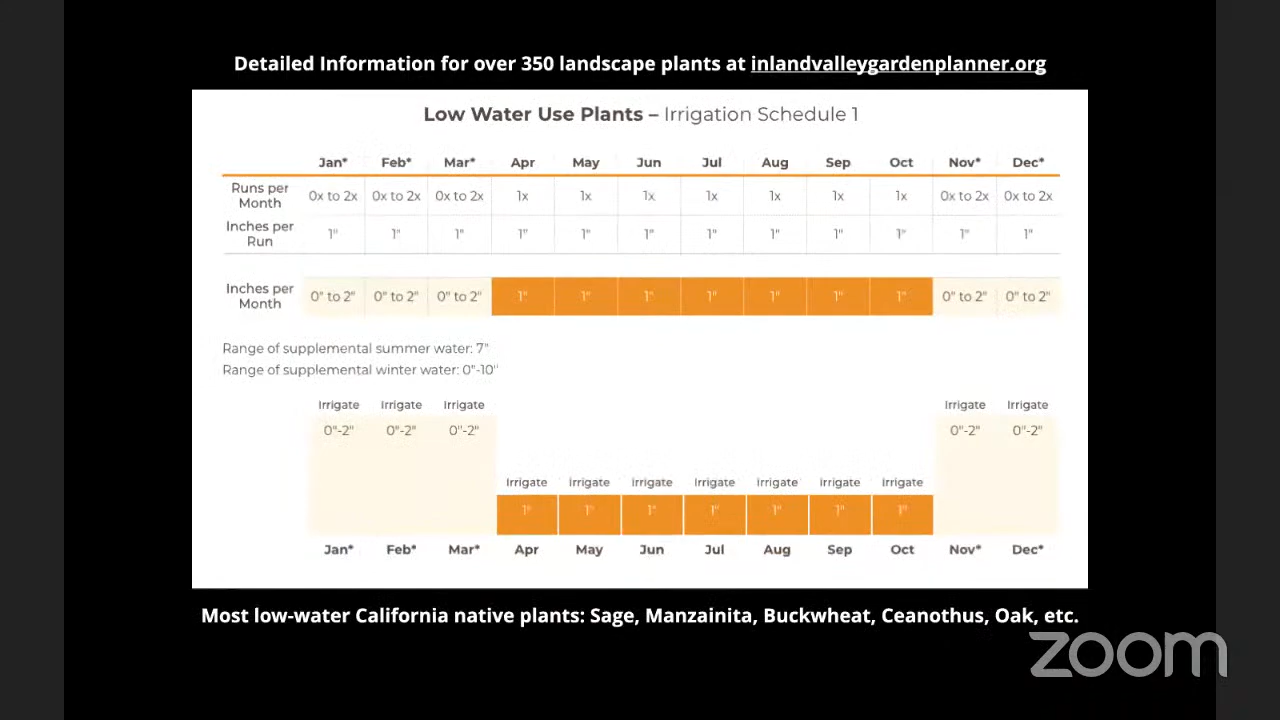 Detailed Information for over 350 landscape plants at inlandvalleygardenplanner.org
Low Water Use Plants – Irrigation Schedule 1
Jan* Feb* Mar* Apr May Jun Jul Aug Sep Oct Nov* Dec*
Runs per Month 0x to 2x 0x to 2x 0x to 2x 1x 1x 1x 1x 1x 1x 1x 0x to 2x 0x to 2x
Inches per Run 1" 1" 1" 1" 1" 1" 1" 1" 1" 1" 1" 1"
Inches per Month 0" to 2" 0" to 2" 0" to 2" 1" 1" 1" 1" 1" 1" 1" 0" to 2" 0" to 2"
Range of supplemental summer water: 7"
Range of supplemental winter water: 0"-10"
Irrigate Irrigate Irrigate Irrigate Irrigate
0"-2" 0"-2" 0"-2" 0"-2" 0"-2"
Irrigate Irrigate Irrigate Irrigate Irrigate Irrigate Irrigate
1" 1" 1" 1" 1" 1" 1"
Jan* Feb* Mar* Apr May Jun Jul Aug Sep Oct Nov* Dec*
Most low-water California native plants: Sage, Manzainita, Buckwheat, Ceanothus, Oak, etc.
zoom